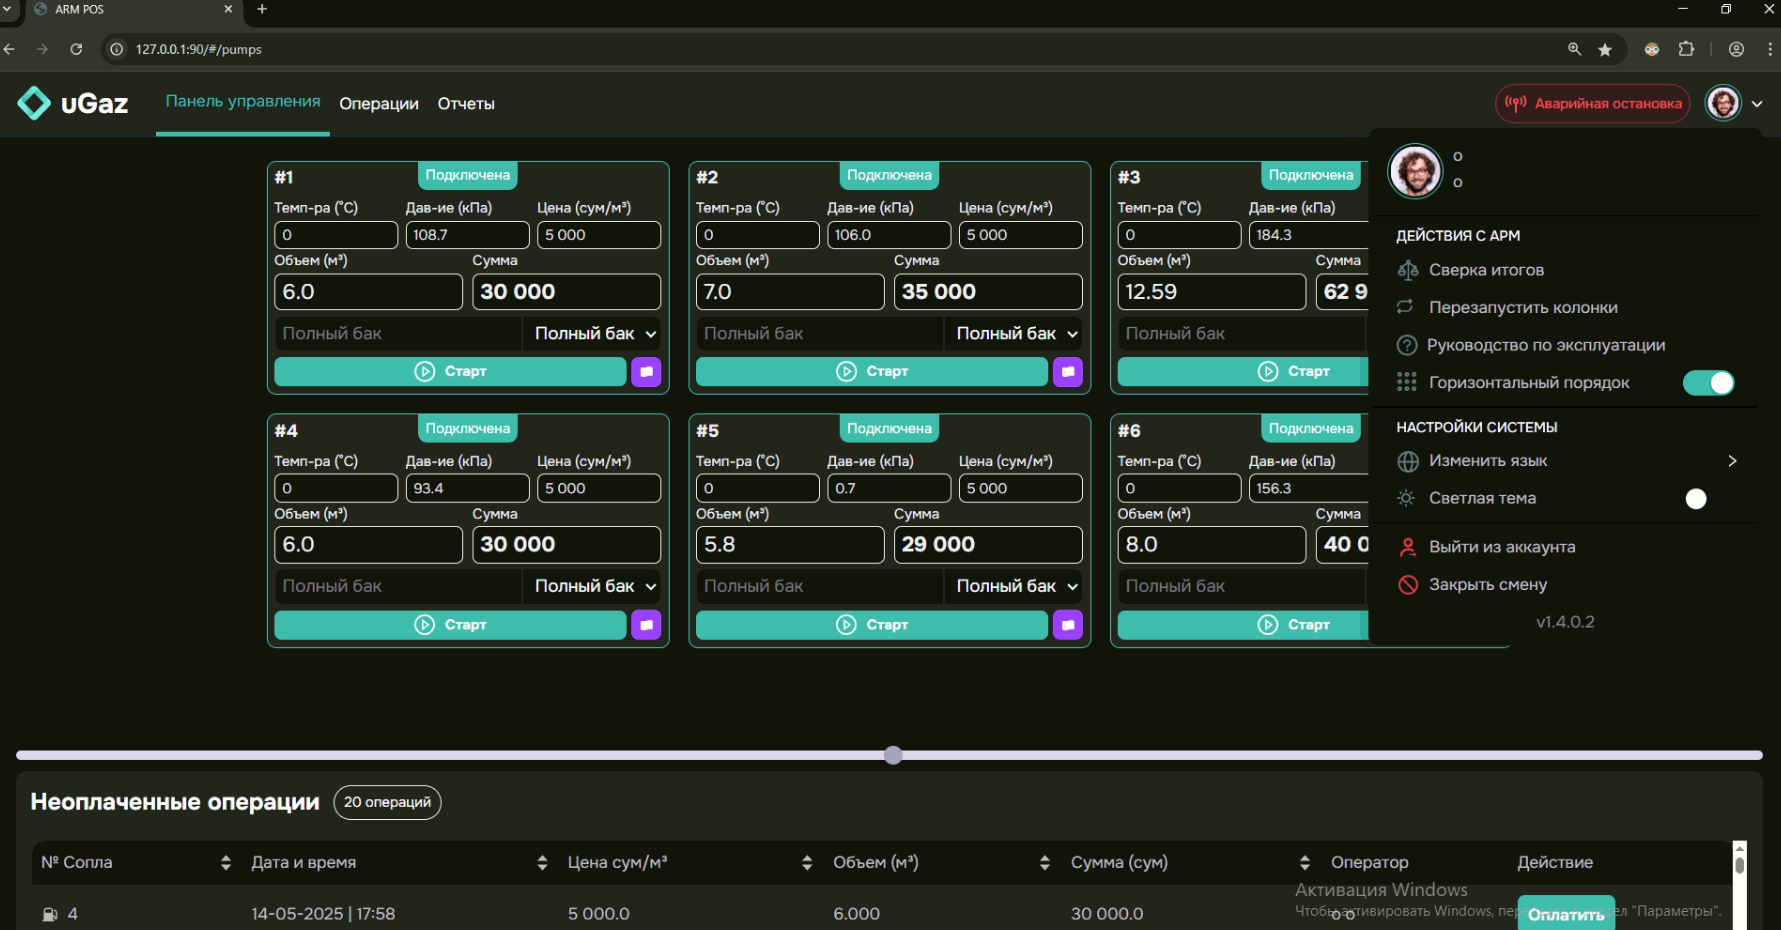 ARM POS
127.0.0.1:90/#/pumps
uGaz
Панель управления
Операции
Отчеты
Аварийная остановка
#1
Подключена
Темп-ра (°C)
Дав-ие (кПа)
Цена (сум/м³)
0
108.7
5 000
Объем (м³)
Сумма
6.0
30 000
Полный бак
Полный бак
Старт
#2
Подключена
Темп-ра (°C)
Дав-ие (кПа)
Цена (сум/м³)
0
106.0
5 000
Объем (м³)
Сумма
7.0
35 000
Полный бак
Полный бак
Старт
#3
Подключена
Темп-ра (°C)
Дав-ие (кПа)
0
184.3
Объем (м³)
Сумма
12.59
62 9
Полный бак
Старт
#4
Подключена
Темп-ра (°C)
Дав-ие (кПа)
Цена (сум/м³)
0
93.4
5 000
Объем (м³)
Сумма
6.0
30 000
Полный бак
Полный бак
Старт
#5
Подключена
Темп-ра (°C)
Дав-ие (кПа)
Цена (сум/м³)
0
0.7
5 000
Объем (м³)
Сумма
5.8
29 000
Полный бак
Полный бак
Старт
#6
Подключена
Темп-ра (°C)
Дав-ие (кПа)
0
156.3
Объем (м³)
Сумма
8.0
40 0
Полный бак
Старт
о
о
ДЕЙСТВИЯ С АРМ
Сверка итогов
Перезапустить колонки
Руководство по эксплуатации
Горизонтальный порядок
НАСТРОЙКИ СИСТЕМЫ
Изменить язык
Светлая тема
Выйти из аккаунта
Закрыть смену
v1.4.0.2
Неоплаченные операции
20 операций
№ Сопла
Дата и время
Цена сум/м³
Объем (м³)
Сумма (сум)
Оператор
Действие
4
14-05-2025 | 17:58
5 000.0
6.000
30 000.0
о о
Оплатить
Активация Windows
Чтобы активировать Windows, "Параметры".